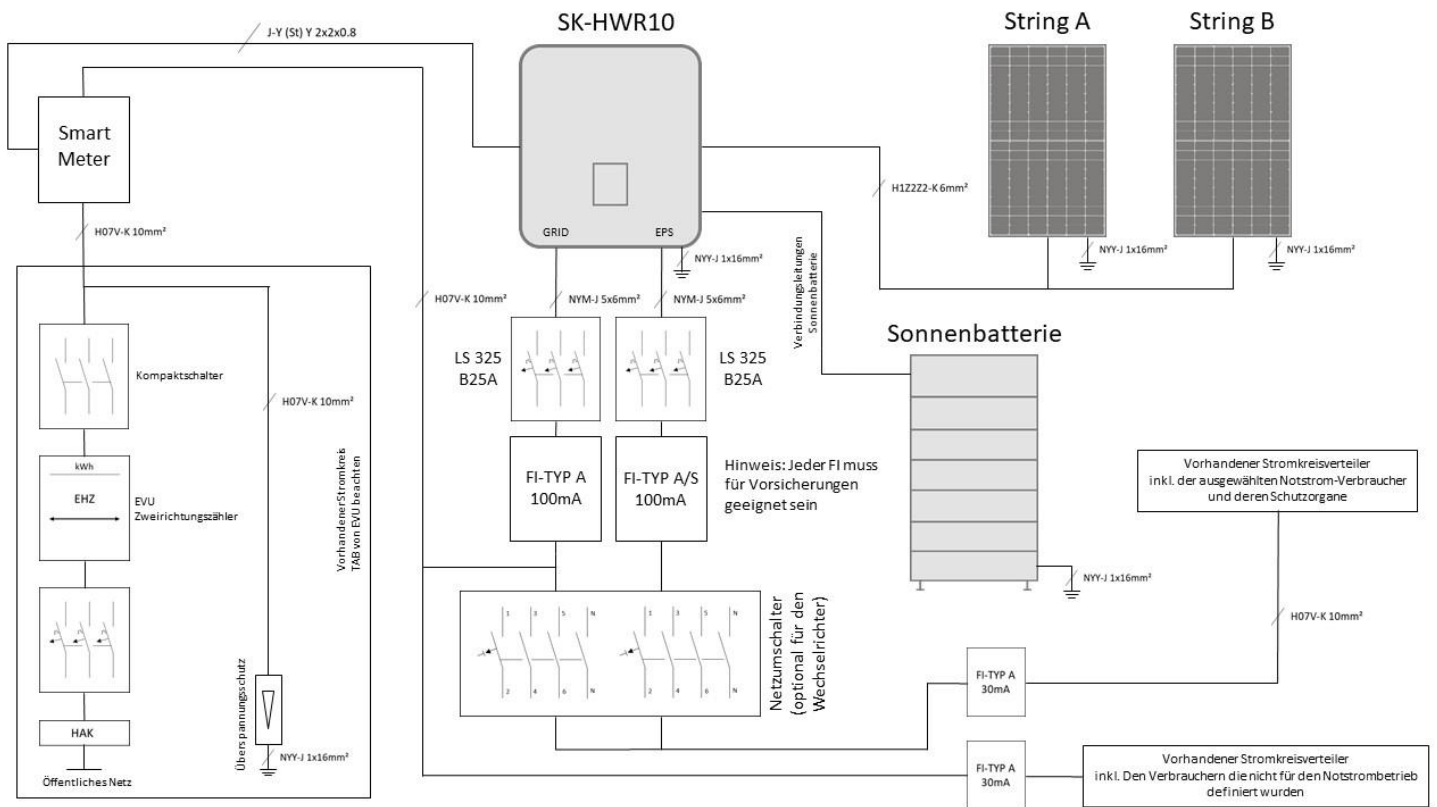 SK-HWR10
String A
String B
J-Y (St) Y 2x2x0.8
Smart
Meter
H1Z2Z2-K 6mm²
H07V-K 10mm²
GRID
EPS
NYY-J 1x16mm²
NYY-J 1x16mm²
NYY-J 1x16mm²
H07V-K 10mm²
NYM-J 5x6mm²
NYM-J 5x6mm²
Verbindungsleitungen
Sonnenbatterie
Sonnenbatterie
LS 325
B25A
LS 325
B25A
Kompaktschalter
H07V-K 10mm²
kWh
EHZ
EVU
Zweirichtungszähler
Vorhandener Stromkreis
TAB von EVU beachten
FI-TYP A
100mA
FI-TYP A/S
100mA
Hinweis: Jeder FI muss
für Vorsicherungen
geeignet sein
Vorhandener Stromkreisverteiler
inkl. der ausgewählten Notstrom-Verbraucher
und deren Schutzorgane
NYY-J 1x16mm²
H07V-K 10mm²
1 3 5 N
1 3 5 N
2 4 6 N
2 4 6 N
Netzumschalter
(optional für den
Wechselrichter)
FI-TYP A
30mA
Überspannungsschutz
HAK
NYY-J 1x16mm²
Öffentliches Netz
FI-TYP A
30mA
Vorhandener Stromkreisverteiler
inkl. Den Verbrauchern die nicht für den Notstrombetrieb
definiert wurden